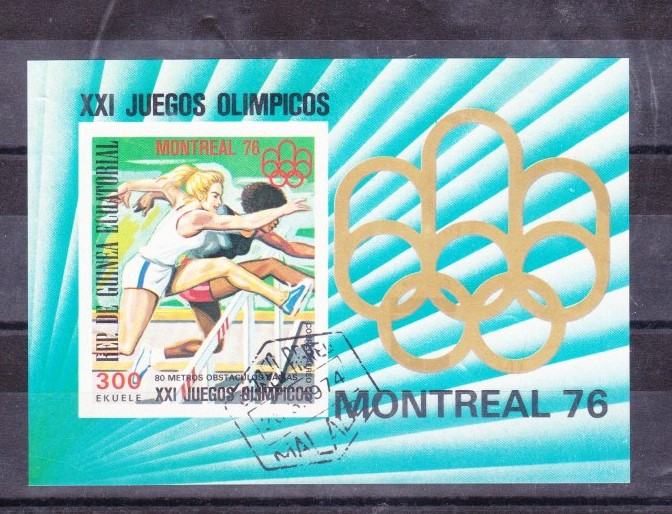 XXI JUEGOS OLIMPICOS
MONTREAL 76
REP DE GUINEA ECUATORIAL
300
EKUELE
80 METROS OBSTACULOS
XXI JUEGOS OLIMPICOS
1974
MONTREAL 76